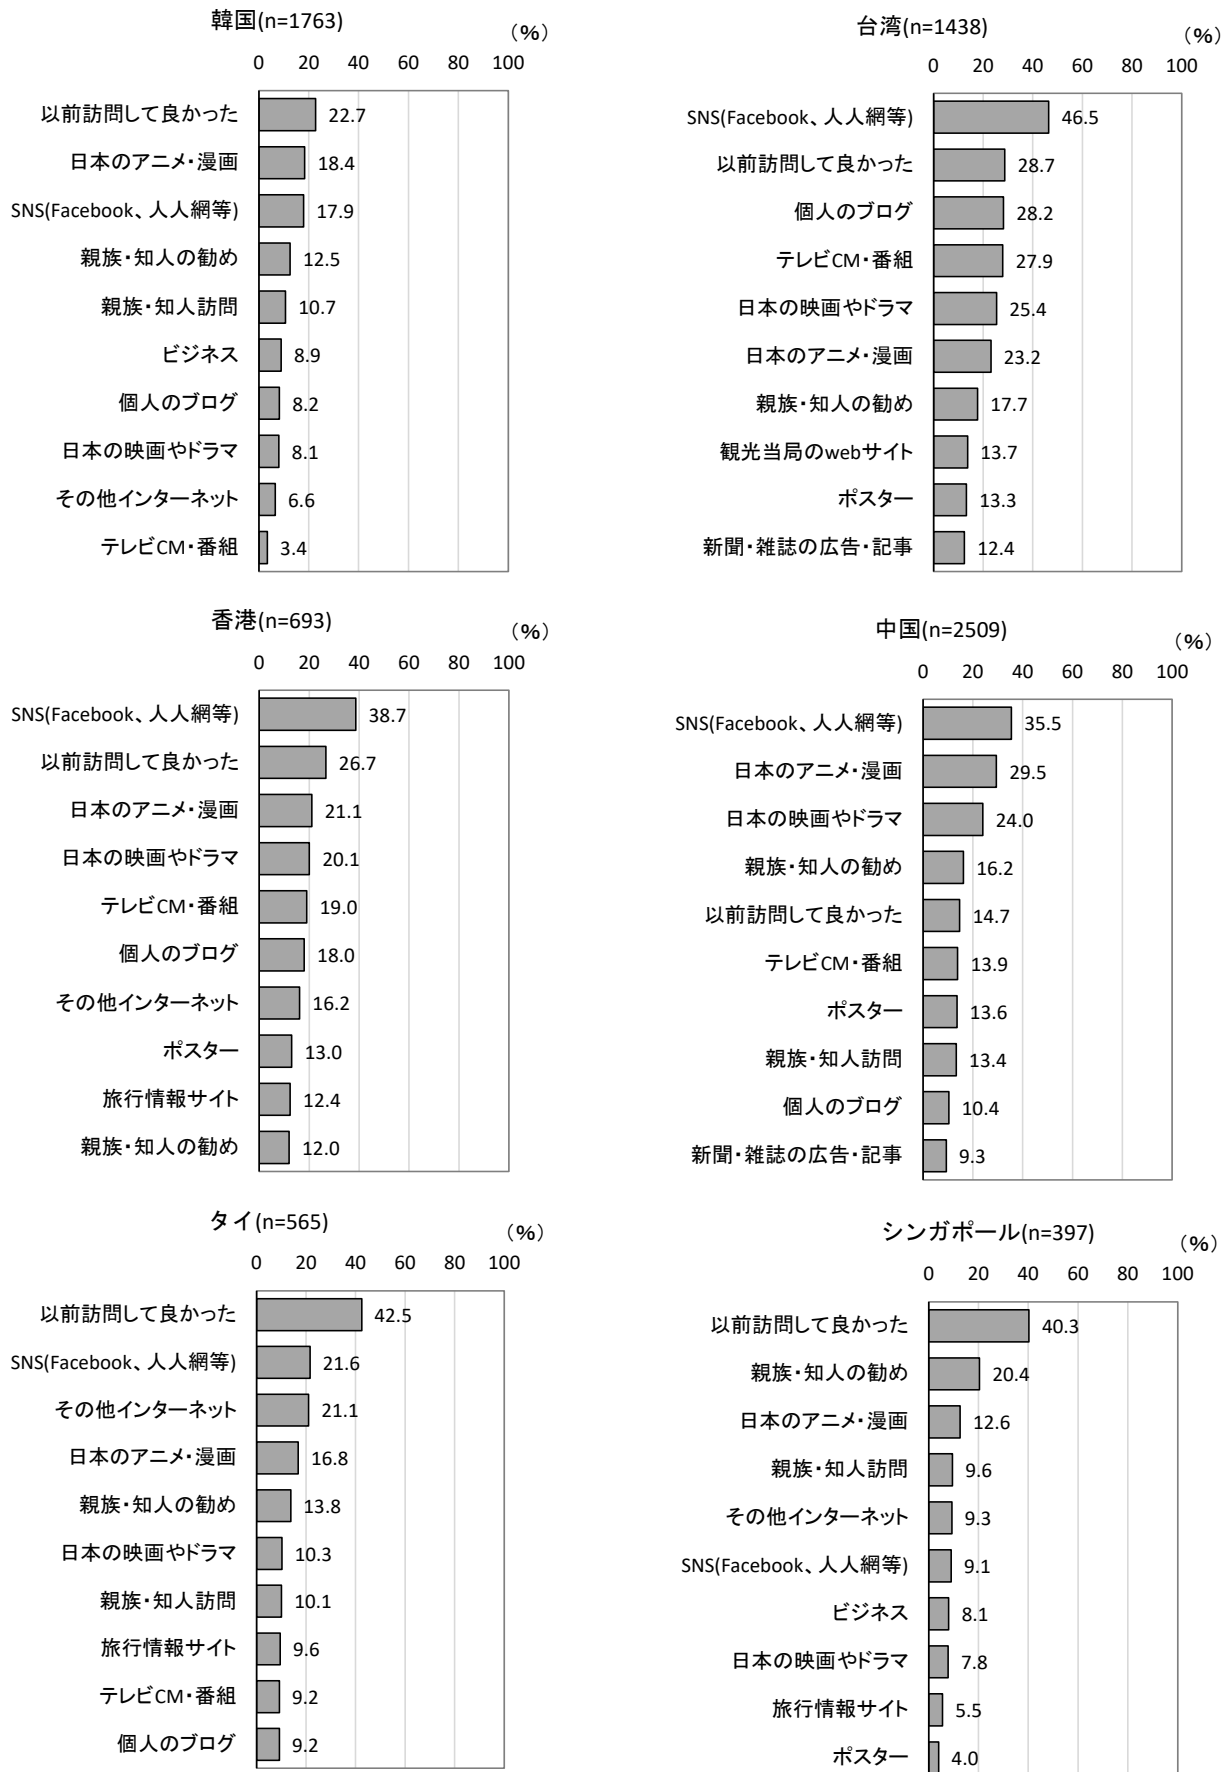 韓国(n=1763)
(%)
0 20 40 60 80 100
以前訪問して良かった 22.7
日本のアニメ・漫画 18.4
SNS(Facebook、人人網等) 17.9
親族・知人の勧め 12.5
親族・知人訪問 10.7
ビジネス 8.9
個人のブログ 8.2
日本の映画やドラマ 8.1
その他インターネット 6.6
テレビCM・番組 3.4
台湾(n=1438)
(%)
0 20 40 60 80 100
SNS(Facebook、人人網等) 46.5
以前訪問して良かった 28.7
個人のブログ 28.2
テレビCM・番組 27.9
日本の映画やドラマ 25.4
日本のアニメ・漫画 23.2
親族・知人の勧め 17.7
観光当局のwebサイト 13.7
ポスター 13.3
新聞・雑誌の広告・記事 12.4
香港(n=693)
(%)
0 20 40 60 80 100
SNS(Facebook、人人網等) 38.7
以前訪問して良かった 26.7
日本のアニメ・漫画 21.1
日本の映画やドラマ 20.1
テレビCM・番組 19.0
個人のブログ 18.0
その他インターネット 16.2
ポスター 13.0
旅行情報サイト 12.4
親族・知人の勧め 12.0
中国(n=2509)
(%)
0 20 40 60 80 100
SNS(Facebook、人人網等) 35.5
日本のアニメ・漫画 29.5
日本の映画やドラマ 24.0
親族・知人の勧め 16.2
以前訪問して良かった 14.7
テレビCM・番組 13.9
ポスター 13.6
親族・知人訪問 13.4
個人のブログ 10.4
新聞・雑誌の広告・記事 9.3
タイ(n=565)
(%)
0 20 40 60 80 100
以前訪問して良かった 42.5
SNS(Facebook、人人網等) 21.6
その他インターネット 21.1
日本のアニメ・漫画 16.8
親族・知人の勧め 13.8
日本の映画やドラマ 10.3
親族・知人訪問 10.1
旅行情報サイト 9.6
テレビCM・番組 9.2
個人のブログ 9.2
シンガポール(n=397)
(%)
0 20 40 60 80 100
以前訪問して良かった 40.3
親族・知人の勧め 20.4
日本のアニメ・漫画 12.6
親族・知人訪問 9.6
その他インターネット 9.3
SNS(Facebook、人人網等) 9.1
ビジネス 8.1
日本の映画やドラマ 7.8
旅行情報サイト 5.5
ポスター 4.0